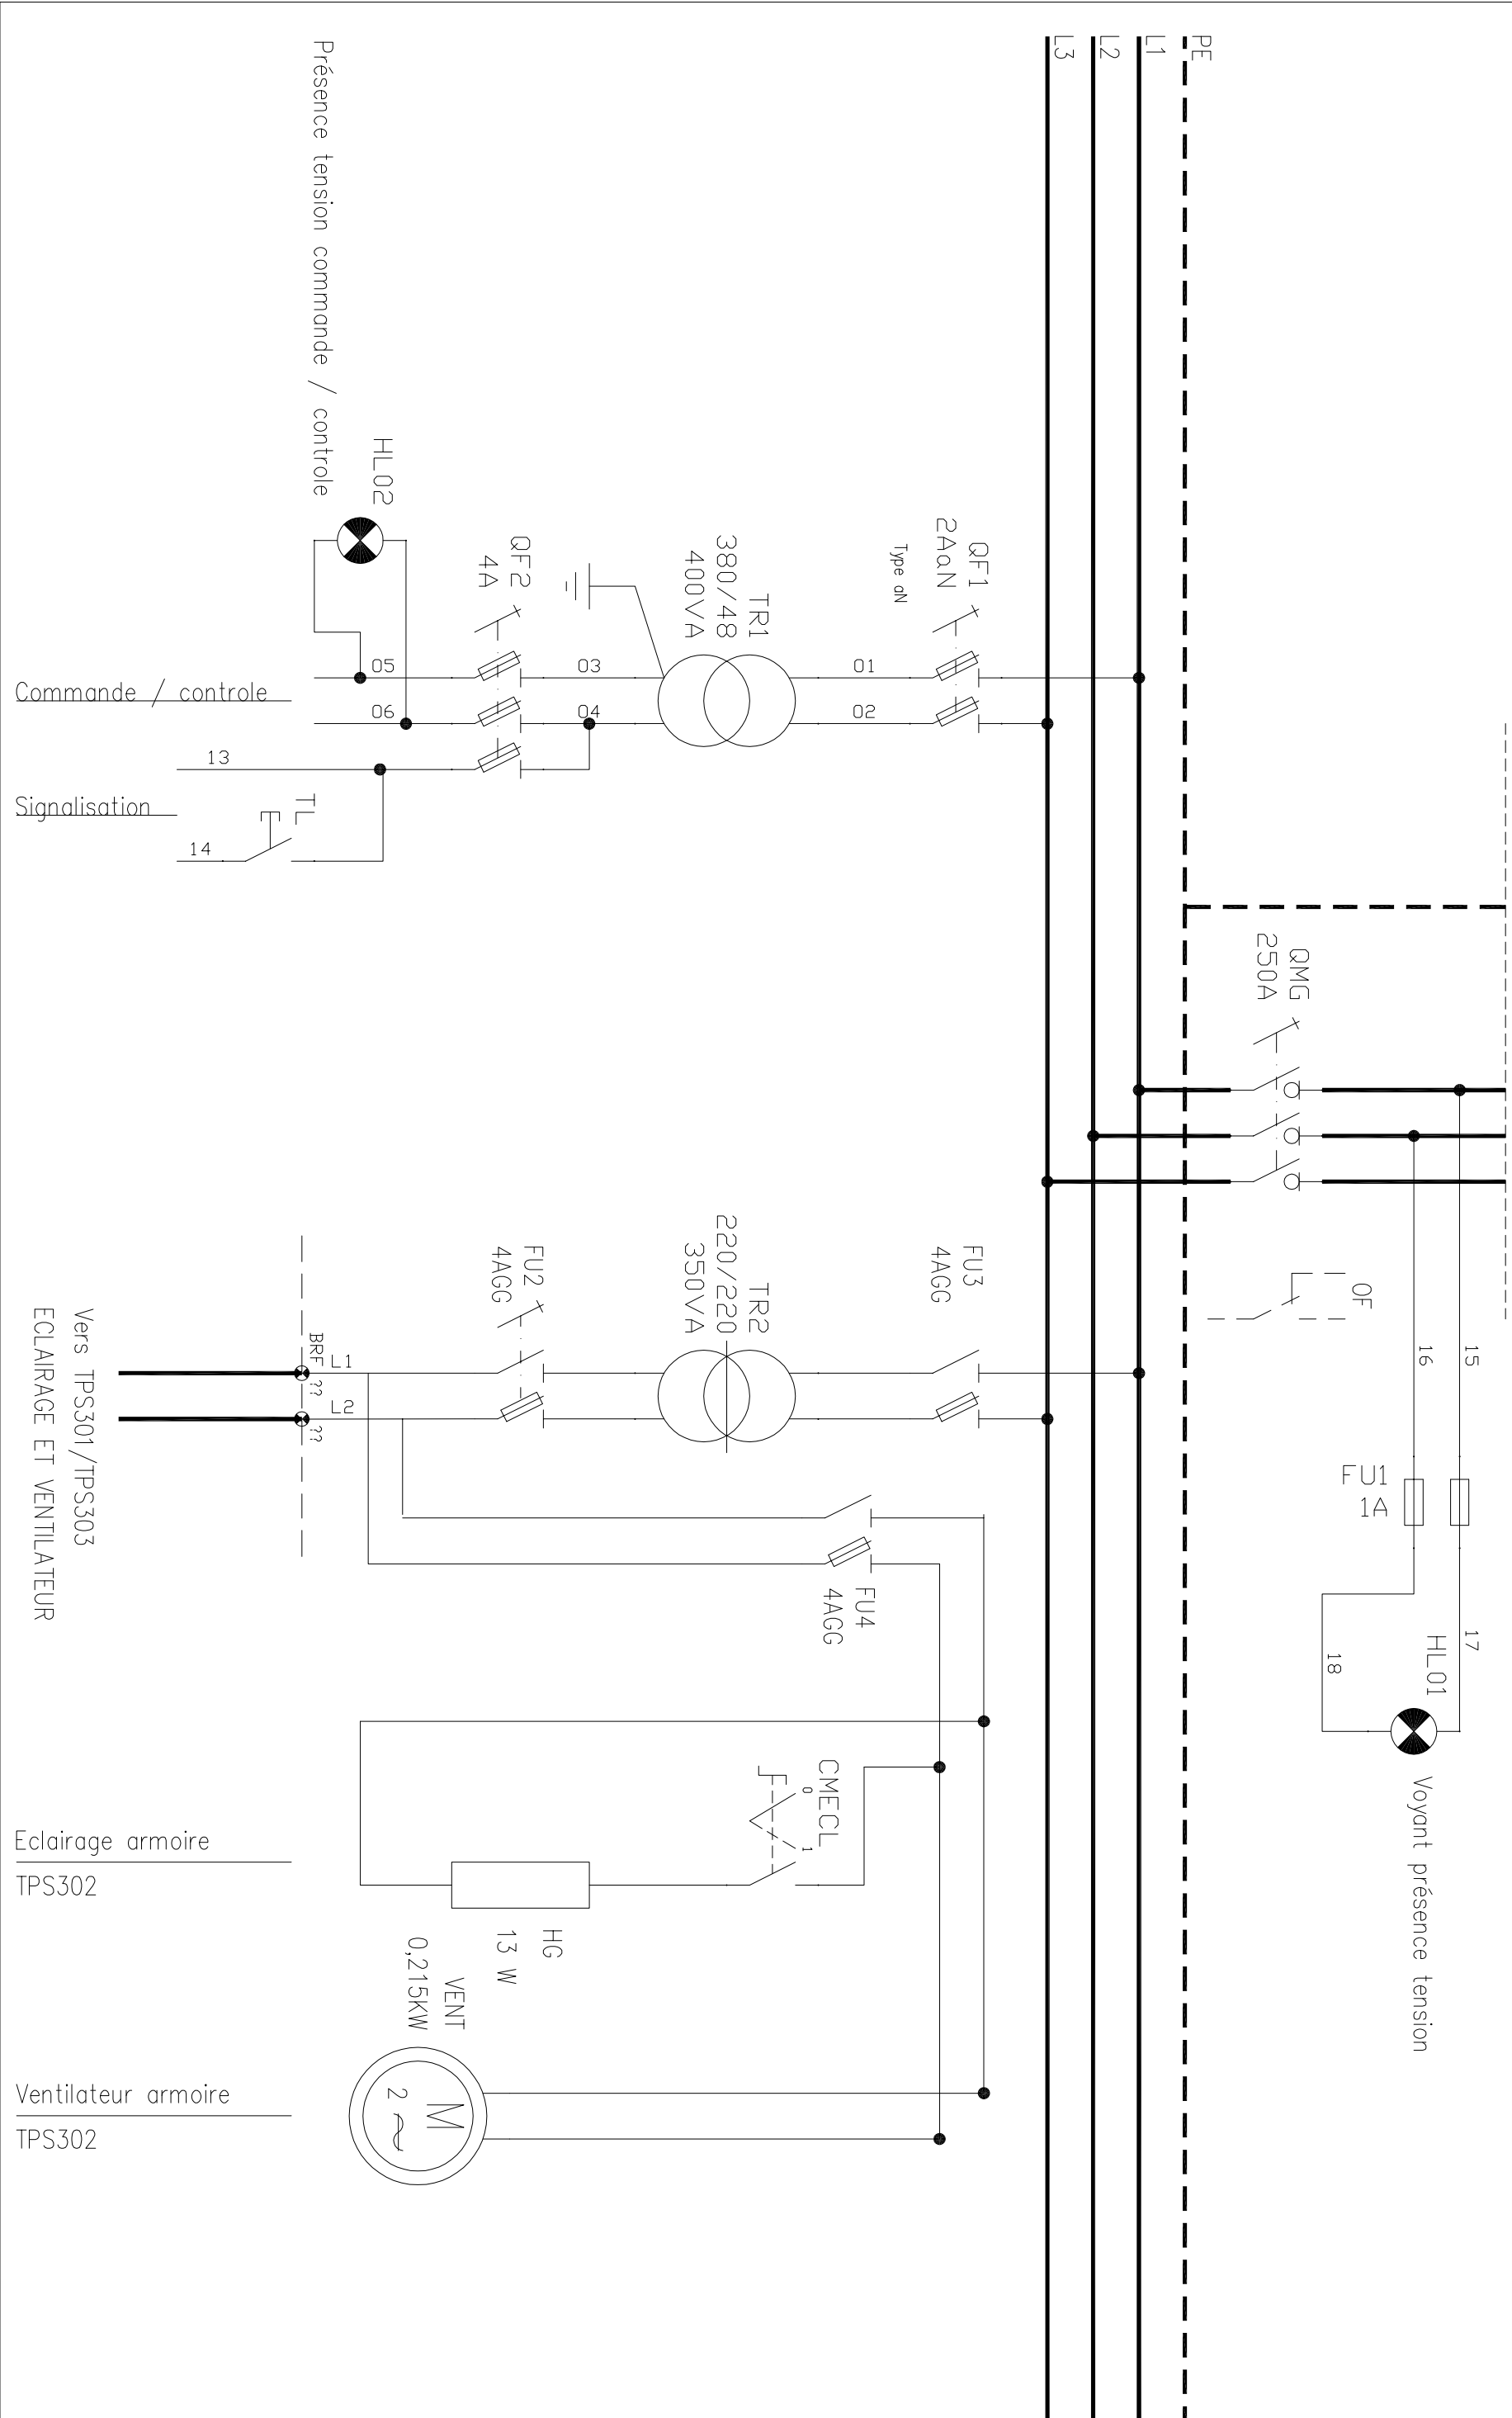 PE
L1
L2
L3
Présence tension commande / controle
HL02
QF2
4A
TR1
380/48
400VA
QF1
2AaN
Type aN
05
03
01
06
04
02
13
TL
14
Commande / controle
Signalisation
QMG
250A
OF
15
16
FU1
1A
17
18
HL01
Voyant présence tension
FU3
4AGG
TR2
220/220
350VA
FU2
4AGG
L1
BRF ??
L2
??
Vers TPS301/TPS303
ECLAIRAGE ET VENTILATEUR
FU4
4AGG
CMECL
0
1
HG
13 W
VENT
0,215KW
M
2 ~
Eclairage armoire
TPS302
Ventilateur armoire
TPS302